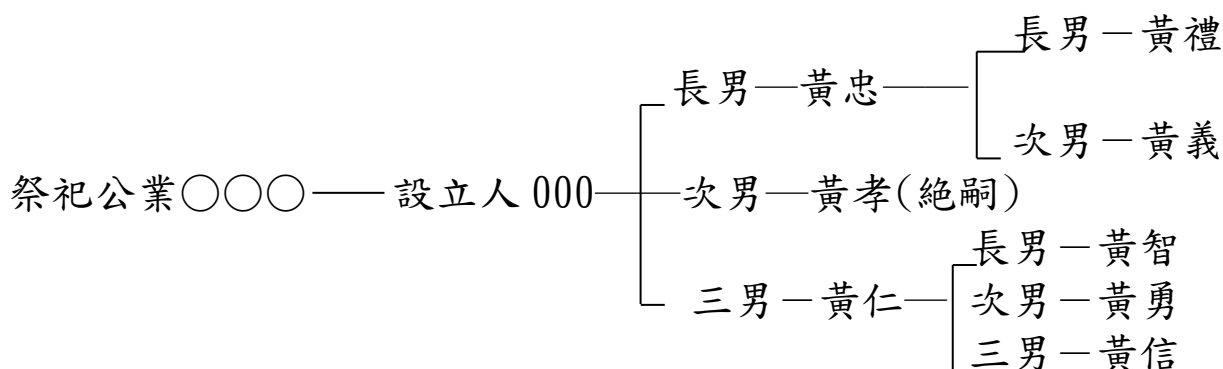 長男－黃禮
長男—黃忠
次男－黃義
祭祀公業○○○—設立人000
次男—黃孝(絕嗣)
長男－黃智
三男－黃仁
次男－黃勇
三男－黃信